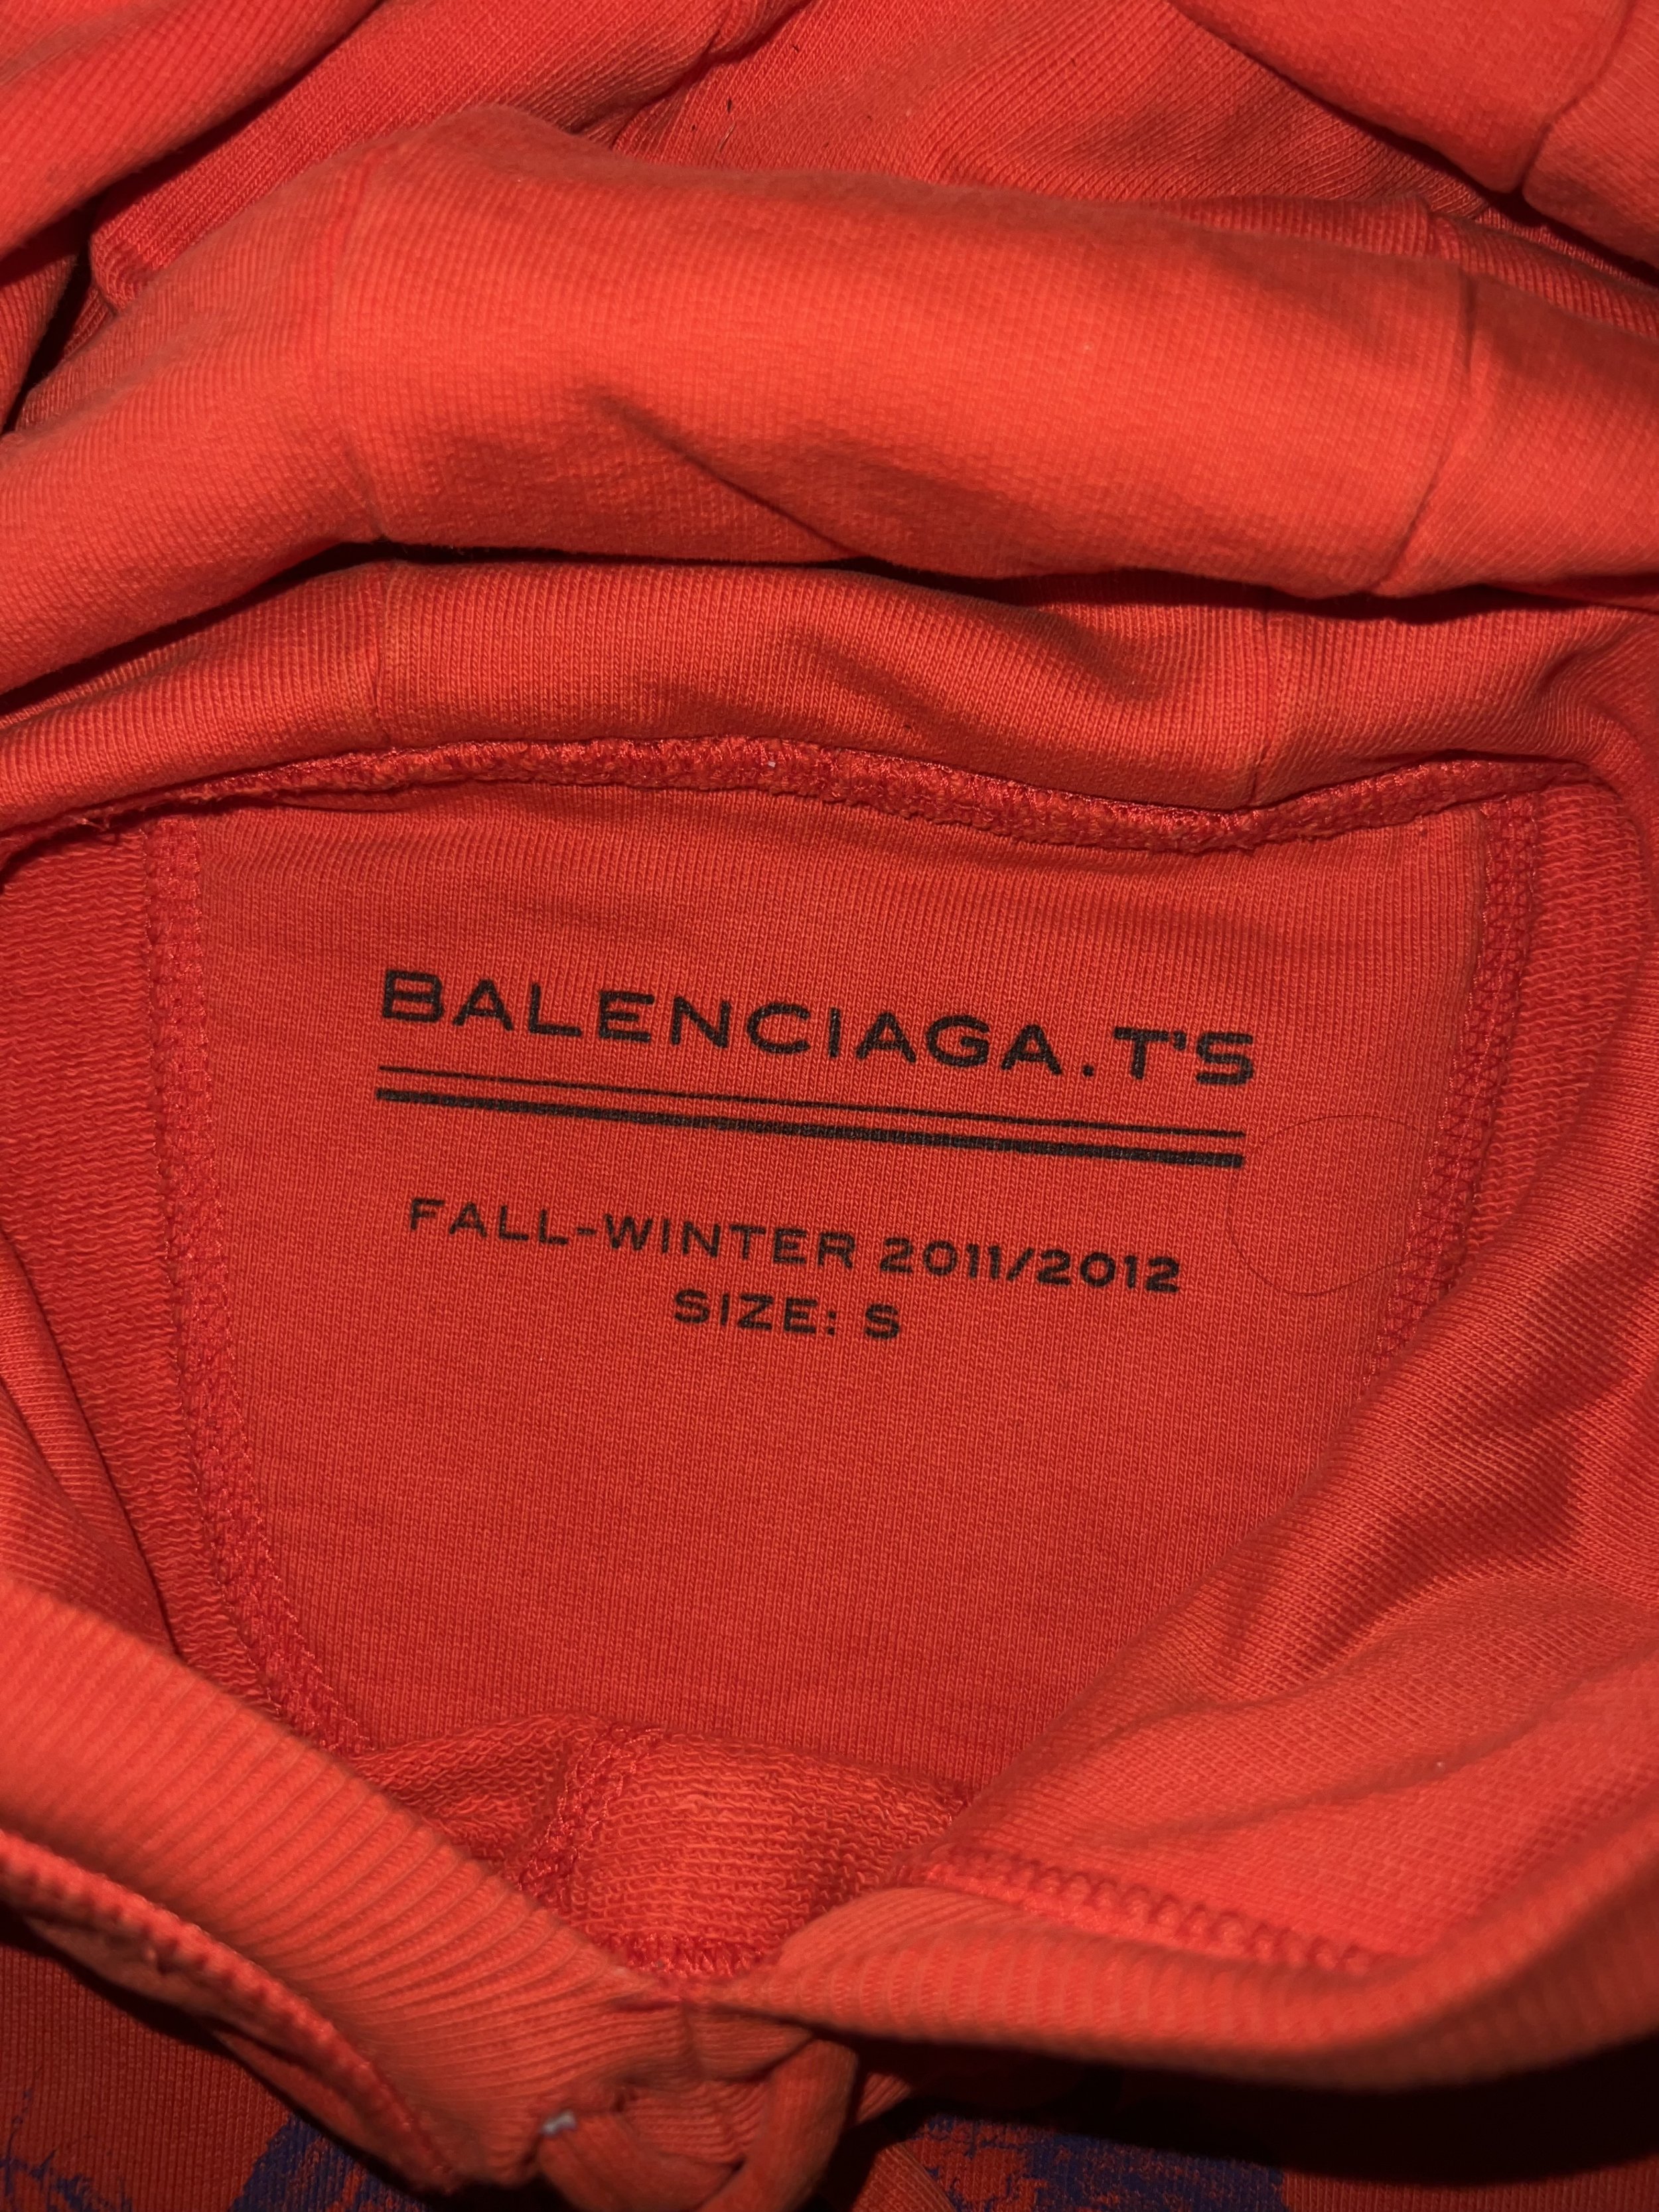 BALENCIAGA.T'S
FALL-WINTER 2011/2012
SIZE: S